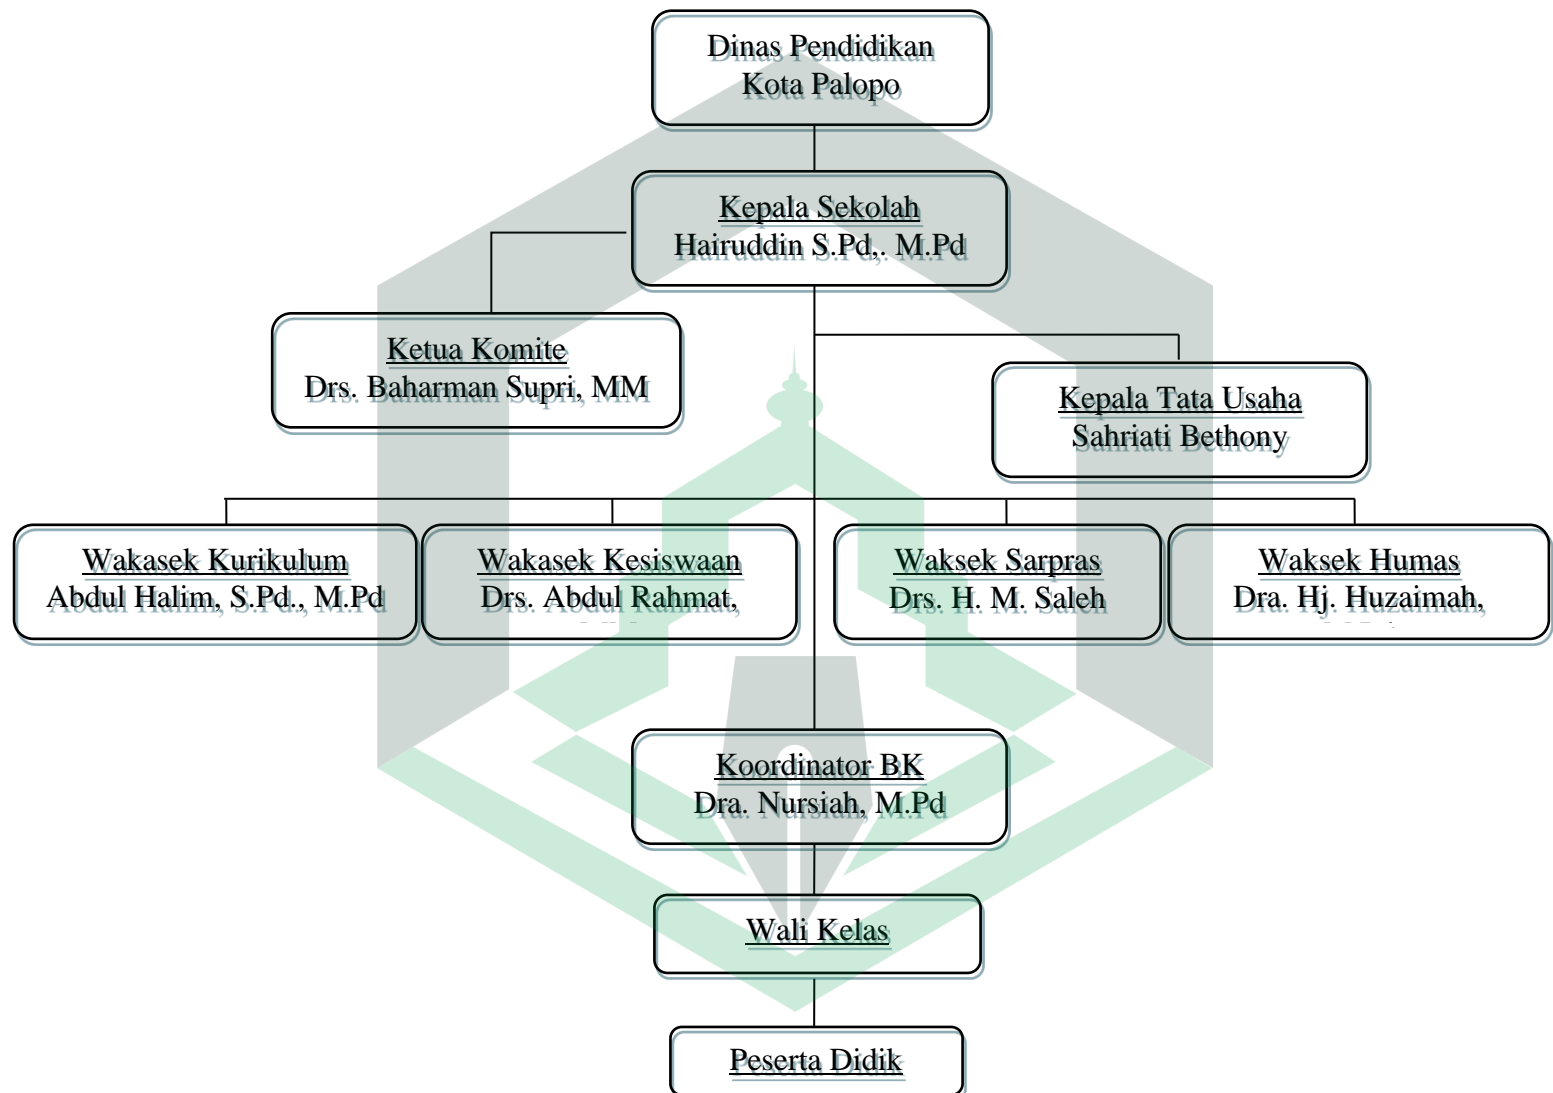 Dinas Pendidikan
Kota Palopo
Kepala Sekolah
Hairuddin S.Pd,. M.Pd
Ketua Komite
Drs. Baharman Supri, MM
Kepala Tata Usaha
Sahriati Bethony
Wakasek Kurikulum
Abdul Halim, S.Pd., M.Pd
Wakasek Kesiswaan
Drs. Abdul Rahmat,
Waksek Sarpras
Drs. H. M. Saleh
Waksek Humas
Dra. Hj. Huzaimah,
Koordinator BK
Dra. Nursiah, M.Pd
Wali Kelas
Peserta Didik